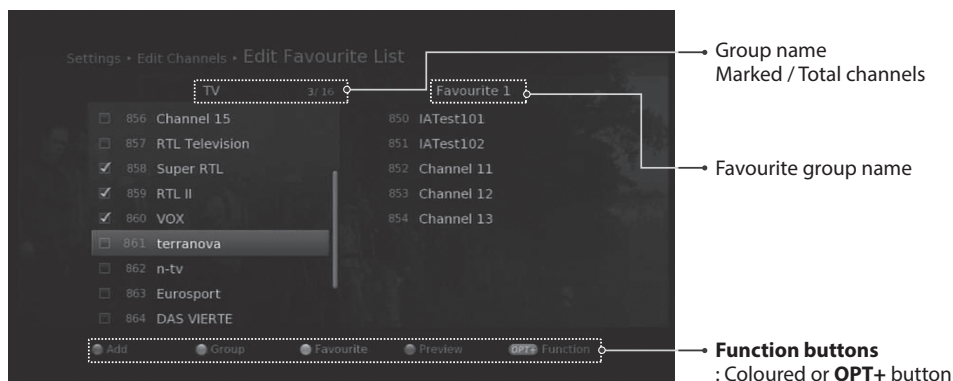 Settings • Edit Channels • Edit Favourite List
TV 3/ 16
Favourite 1
856 Channel 15
857 RTL Television
858 Super RTL
859 RTL II
860 VOX
861 terranova
862 n-tv
863 Eurosport
864 DAS VIERTE
850 IATest101
851 IATest102
852 Channel 11
853 Channel 12
854 Channel 13
Add Group Favourite Preview OPT+ Function
Group name
Marked / Total channels
Favourite group name
Function buttons
: Coloured or OPT+ button